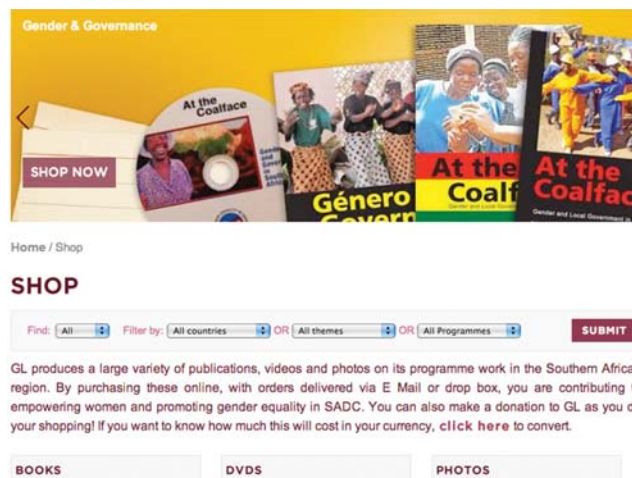 Gender & Governance
At the
Coalface
SHOP NOW
Género
Govern
At the
Coalf
At the
Coalfac
Gender and Local Government in
Home / Shop
SHOP
Find: All Filter by: All countries OR All themes OR All Programmes SUBMIT
GL produces a large variety of publications, videos and photos on its programme work in the Southern Africa
region. By purchasing these online, with orders delivered via E Mail or drop box, you are contributing
empowering women and promoting gender equality in SADC. You can also make a donation to GL as you
your shopping! If you want to know how much this will cost in your currency, click here to convert.
BOOKS DVDS PHOTOS